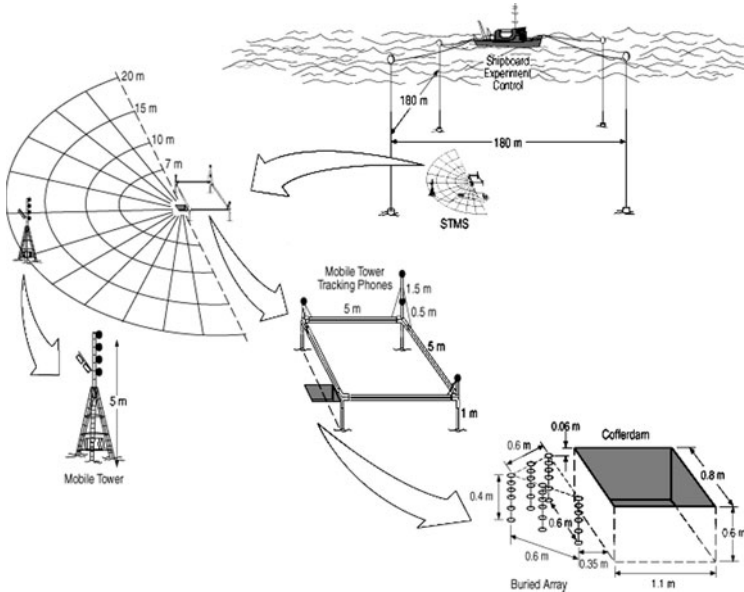 20 m
15 m
10 m
7 m
Shipboard
Experiment
Control
180 m
180 m
STMS
Mobile Tower
Tracking Phones
1.5 m
0.5 m
5 m
5 m
1 m
5 m
Mobile Tower
0.06 m
Cofferdam
0.6 m
0.8 m
0.4 m
0.6 m
0.6 m
0.6 m
0.35 m
1.1 m
Buried Array